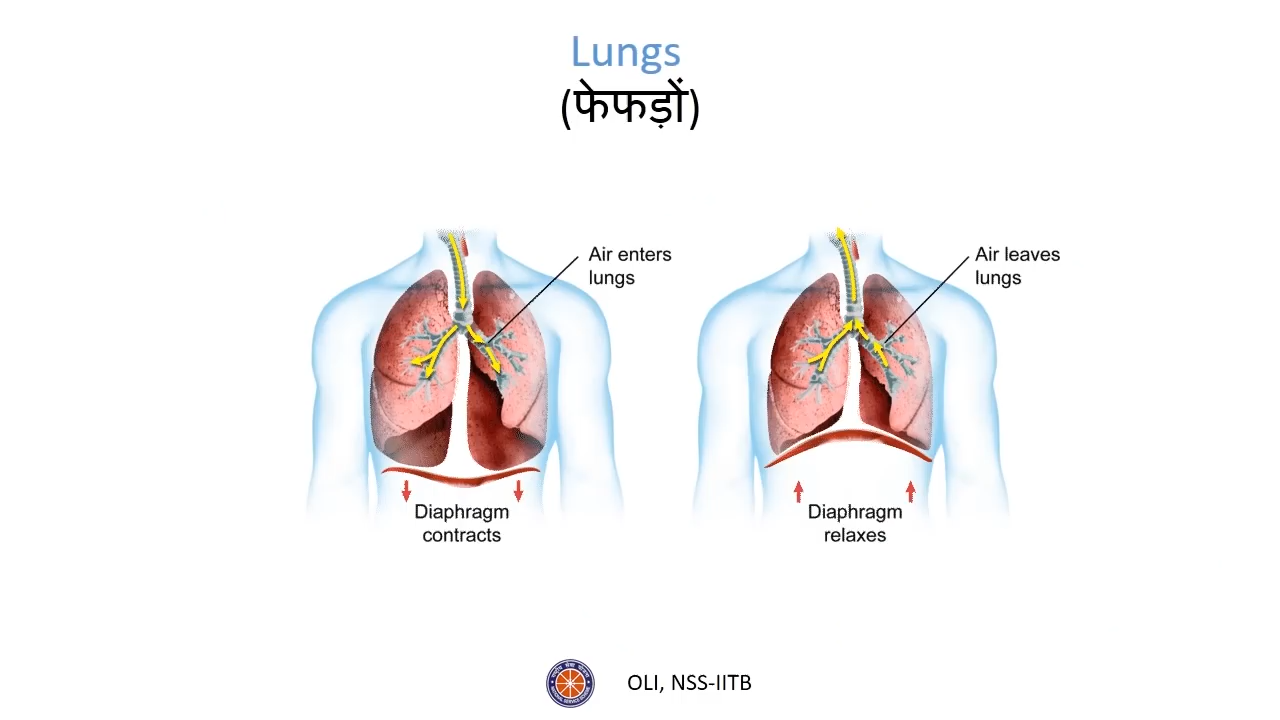 Lungs
(फेफड़ों)
Air enters
lungs
Air leaves
lungs
Diaphragm
contracts
Diaphragm
relaxes
OLI, NSS-IITB